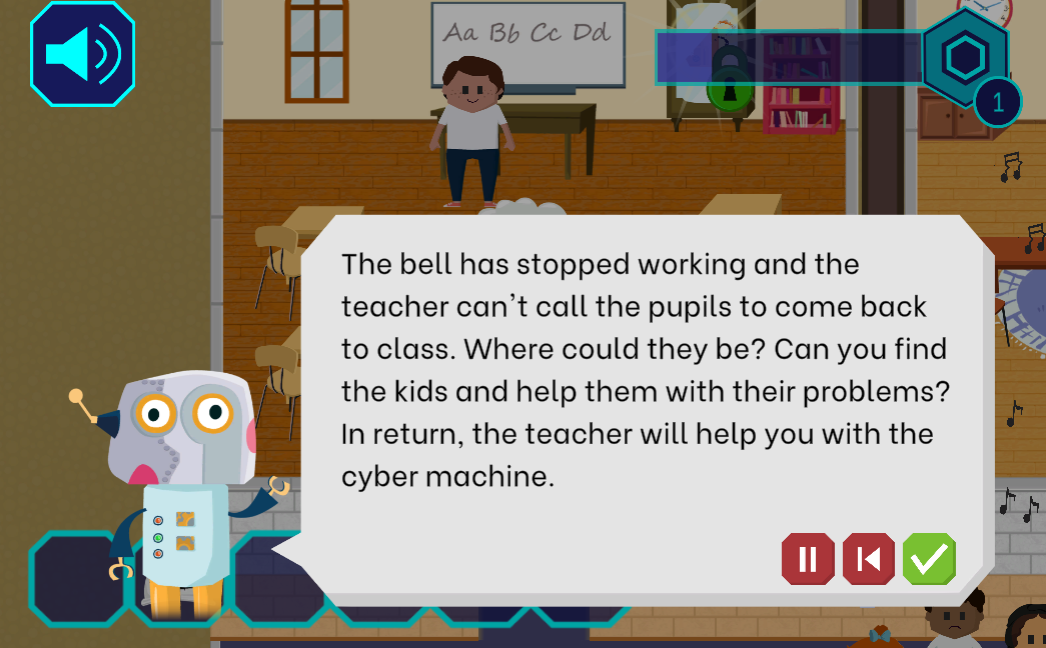 Aa Bb Cc Dd
1
The bell has stopped working and the
teacher can't call the pupils to come back
to class. Where could they be? Can you find
the kids and help them with their problems?
In return, the teacher will help you with the
cyber machine.